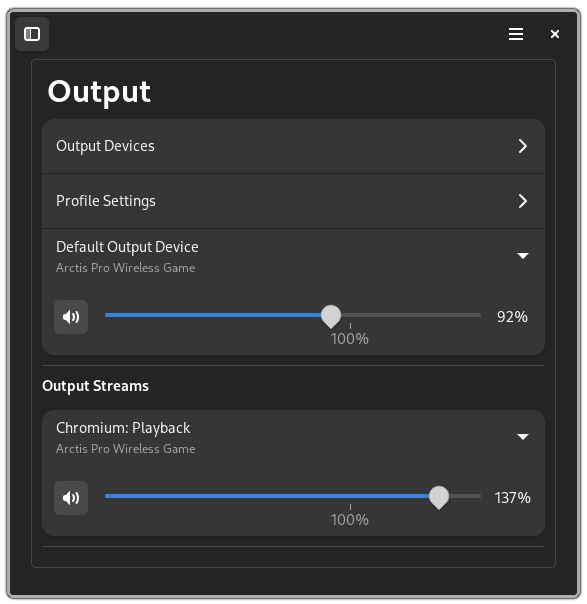 Output
Output Devices
Profile Settings
Default Output Device
Arctis Pro Wireless Game
92%
100%
Output Streams
Chromium: Playback
Arctis Pro Wireless Game
137%
100%